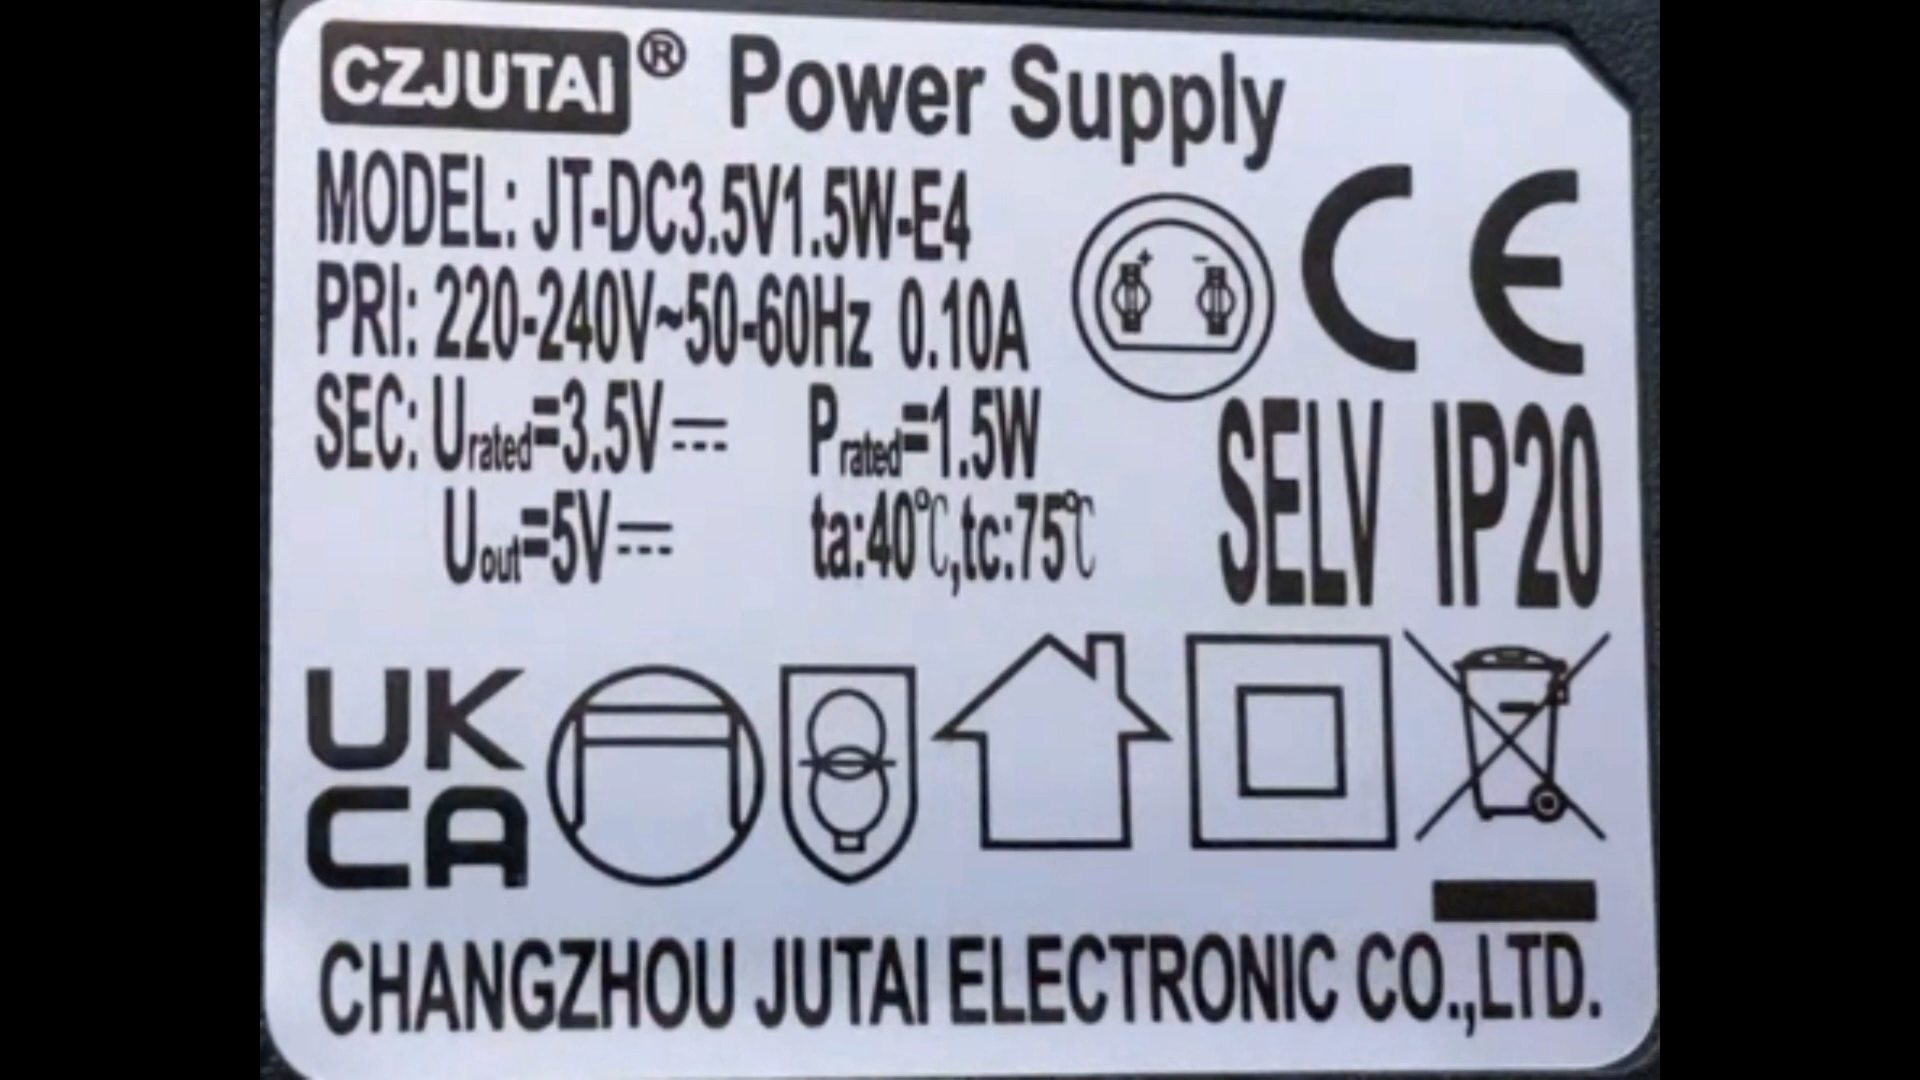 CZJUTAI® Power Supply
MODEL: JT-DC3.5V1.5W-E4
PRI: 220-240V~50-60Hz 0.10A
+ -
CE
SEC: Urated=3.5V⎓ Prated=1.5W
Uout=5V⎓ ta:40℃,tc:75℃
SELV IP20
UK
CA
CHANGZHOU JUTAI ELECTRONIC CO.,LTD.